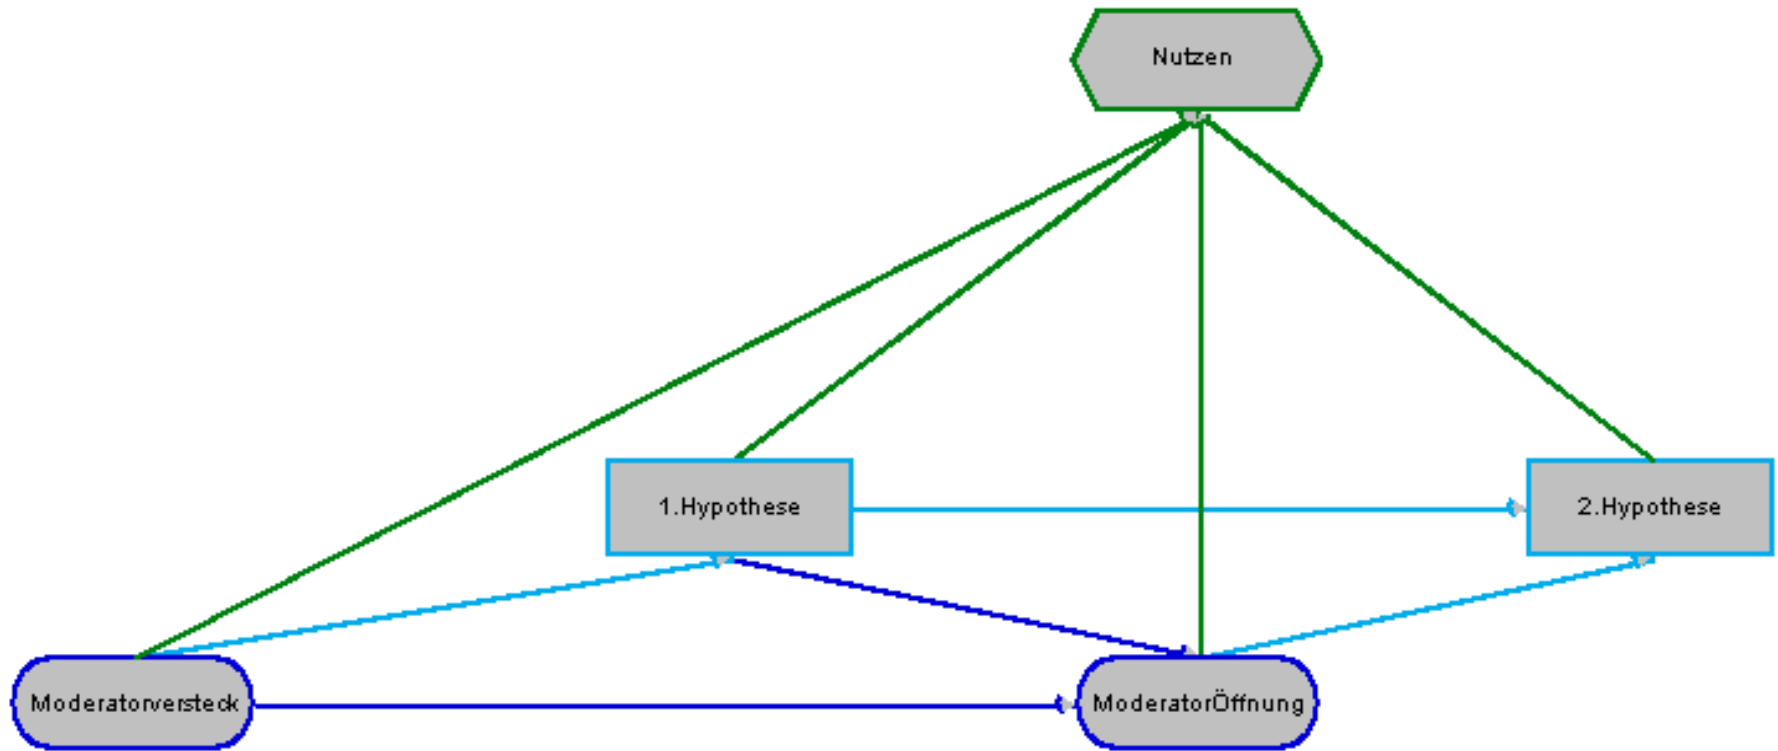 Nutzen
1.Hypothese
2.Hypothese
Moderatorversteck
ModeratorÖffnung